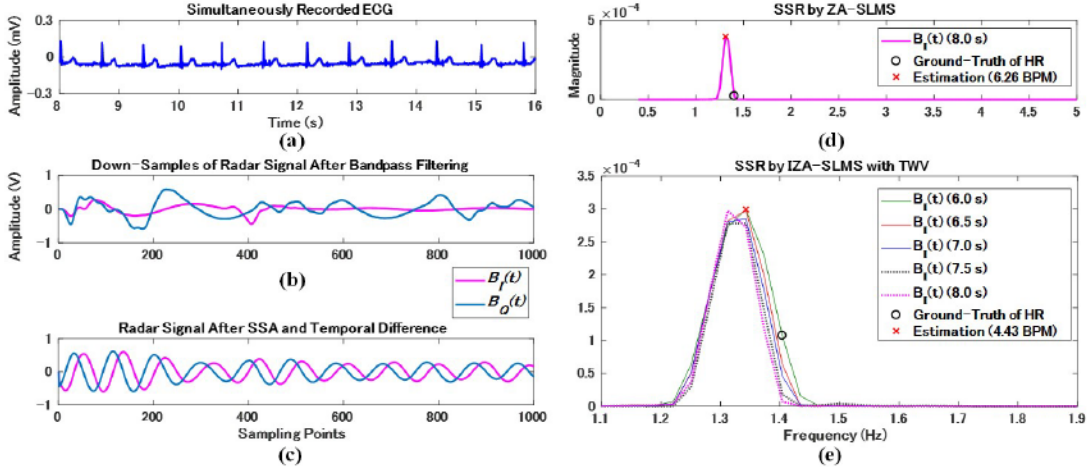 Simultaneously Recorded ECG
Amplitude (mV)
0.3
0
-0.3
8 9 10 11 12 13 14 15 16
Time (s)
(a)
Down-Samples of Radar Signal After Bandpass Filtering
Amplitude (V)
1
0
-1
0 200 400 600 800 1000
(b)
B_I(t)
B_Q(t)
Radar Signal After SSA and Temporal Difference
1
0
-1
0 200 400 600 800 1000
Sampling Points
(c)
SSR by ZA-SLMS
×10⁻⁴
Magnitude
5
0
0 0.5 1 1.5 2 2.5 3 3.5 4 4.5 5
B_I(t) (8.0 s)
Ground-Truth of HR
Estimation (6.26 BPM)
(d)
SSR by IZA-SLMS with TWV
×10⁻⁴
3.5
3
2.5
2
1.5
1
0.5
0
1.1 1.2 1.3 1.4 1.5 1.6 1.7 1.8 1.9
B_I(t) (6.0 s)
B_I(t) (6.5 s)
B_I(t) (7.0 s)
B_I(t) (7.5 s)
B_I(t) (8.0 s)
Ground-Truth of HR
Estimation (4.43 BPM)
Frequency (Hz)
(e)